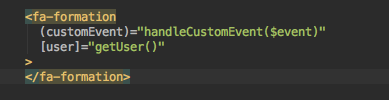 <fa-formation
(customEvent)="handleCustomEvent($event)"
[user]="getUser()"
>
</fa-formation>